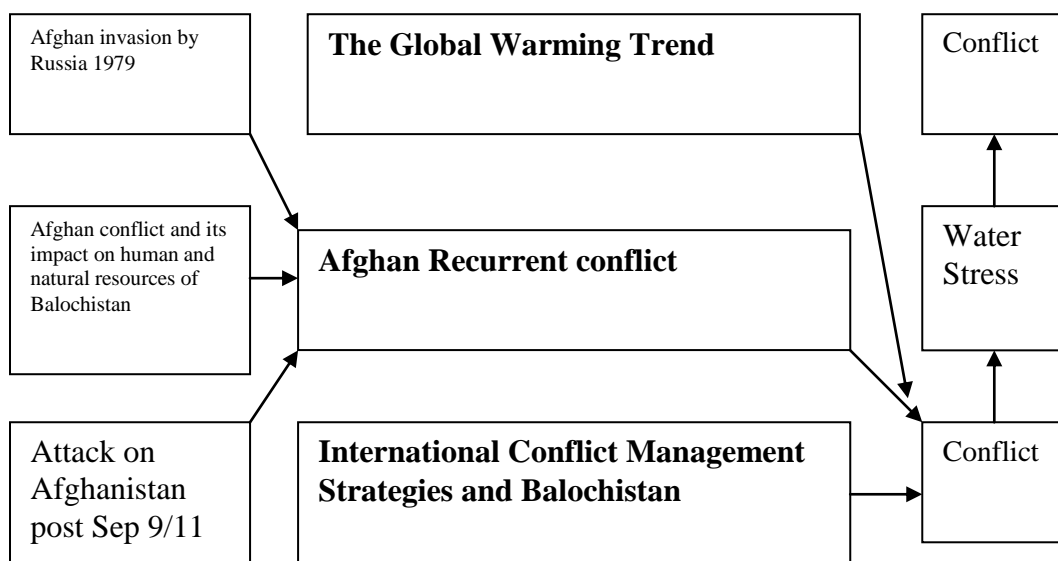 Afghan invasion by
Russia 1979
The Global Warming Trend
Conflict
Afghan conflict and its
impact on human and
natural resources of
Balochistan
Afghan Recurrent conflict
Water
Stress
Attack on
Afghanistan
post Sep 9/11
International Conflict Management
Strategies and Balochistan
Conflict